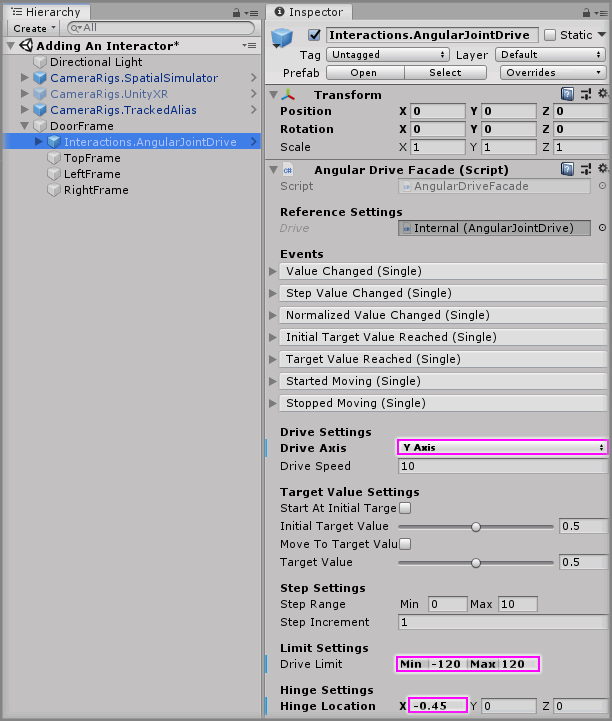 Hierarchy
Create
All
Adding An Interactor*
Directional Light
CameraRigs.SpatialSimulator
CameraRigs.UnityXR
CameraRigs.TrackedAlias
DoorFrame
Interactions.AngularJointDrive
TopFrame
LeftFrame
RightFrame
Inspector
Interactions.AngularJointDrive Static
Tag Untagged Layer Default
Prefab Open Select Overrides
Transform
Position X 0 Y 0 Z 0
Rotation X 0 Y 0 Z 0
Scale X 1 Y 1 Z 1
Angular Drive Facade (Script)
Script AngularDriveFacade
Reference Settings
Drive Internal (AngularJointDrive)
Events
Value Changed (Single)
Step Value Changed (Single)
Normalized Value Changed (Single)
Initial Target Value Reached (Single)
Target Value Reached (Single)
Started Moving (Single)
Stopped Moving (Single)
Drive Settings
Drive Axis Y Axis
Drive Speed 10
Target Value Settings
Start At Initial Targe
Initial Target Value 0.5
Move To Target Valu
Target Value 0.5
Step Settings
Step Range Min 0 Max 10
Step Increment 1
Limit Settings
Drive Limit Min -120 Max 120
Hinge Settings
Hinge Location X -0.45 Y 0 Z 0